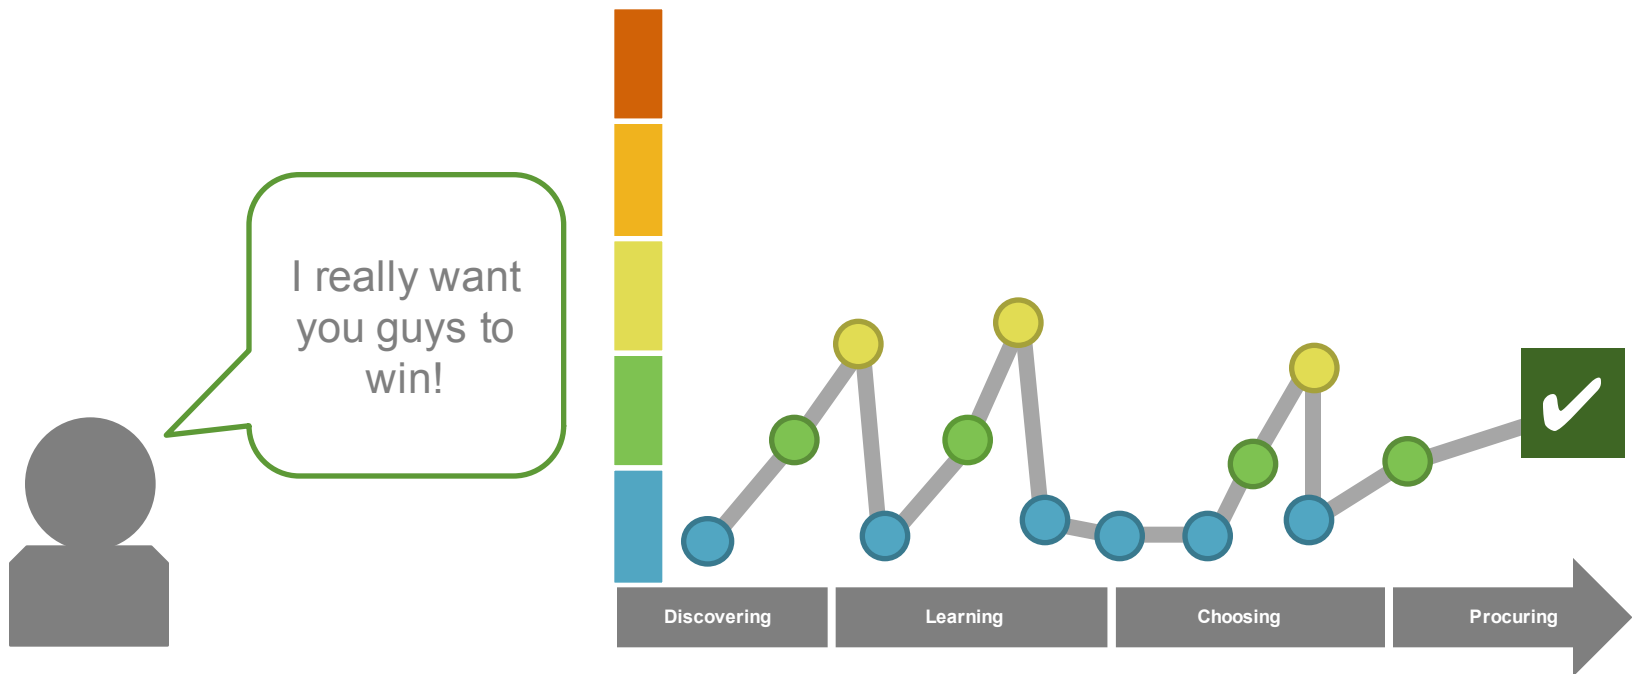 I really want
you guys to
win!
Discovering
Learning
Choosing
Procuring